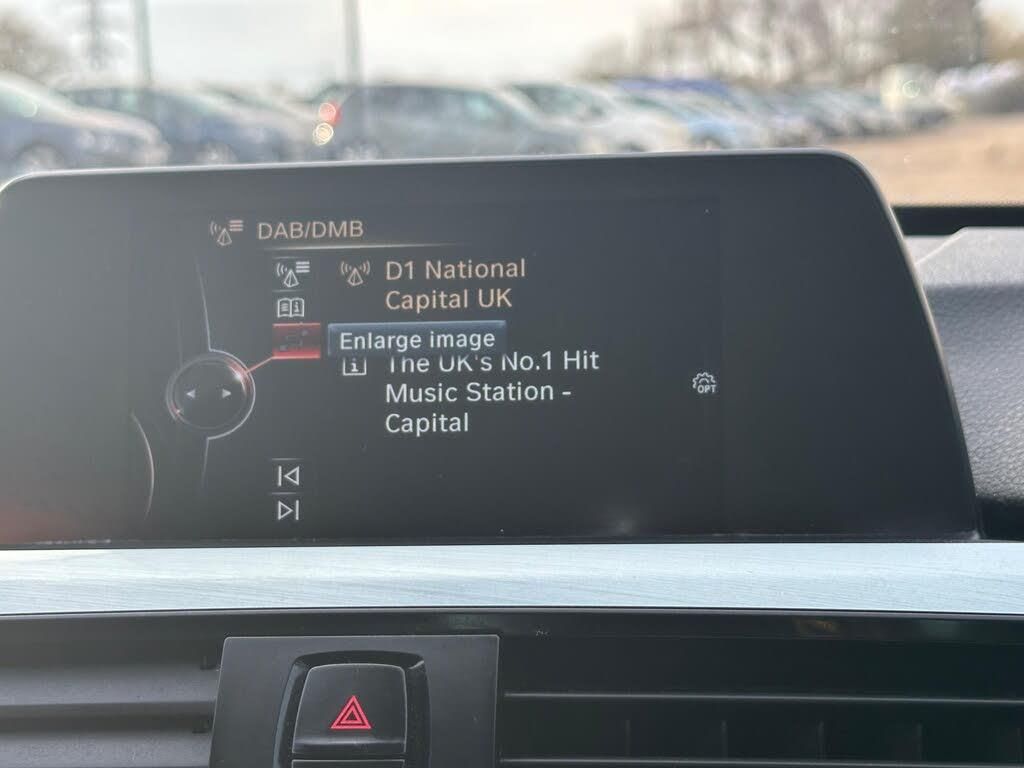 DAB/DMB
D1 National
Capital UK
Enlarge image
The UK's No.1 Hit
Music Station -
Capital
OPT